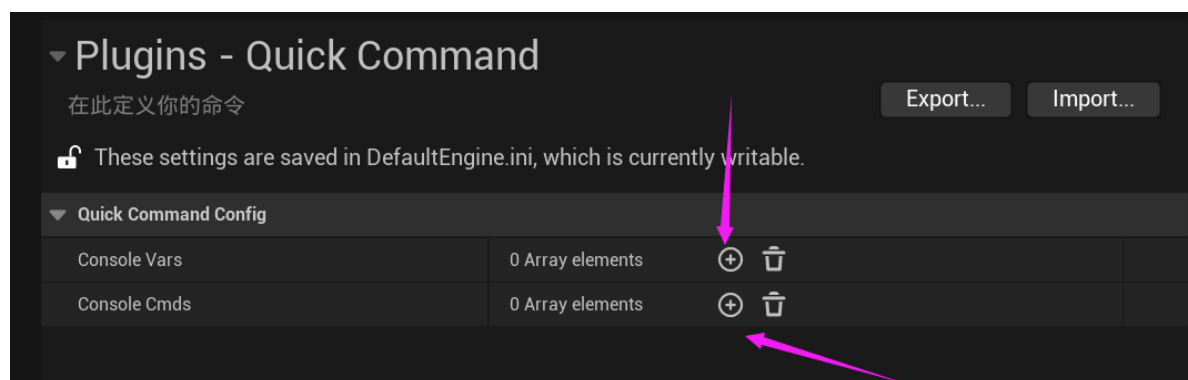 Plugins - Quick Command
在此定义你的命令
Export...
Import...
These settings are saved in DefaultEngine.ini, which is currently writable.
Quick Command Config
Console Vars 0 Array elements
Console Cmds 0 Array elements